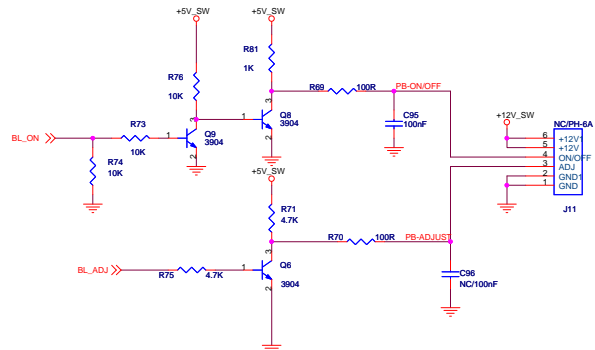 +5V_SW
+5V_SW
R81
1K
R76
10K
R69
100R
PB-ON/OFF
3
Q8
3904
1
2
C95
100nF
+12V_SW
NC/PH-6A
6
+12V1
5
+12V
4
ON/OFF
3
ADJ
2
GND1
1
GND
J11
BL_ON
R73
10K
3
Q9
3904
1
2
R74
10K
+5V_SW
R71
4.7K
R70
100R
PB-ADJUST
3
Q6
3904
1
2
BL_ADJ
R75
4.7K
C96
NC/100nF